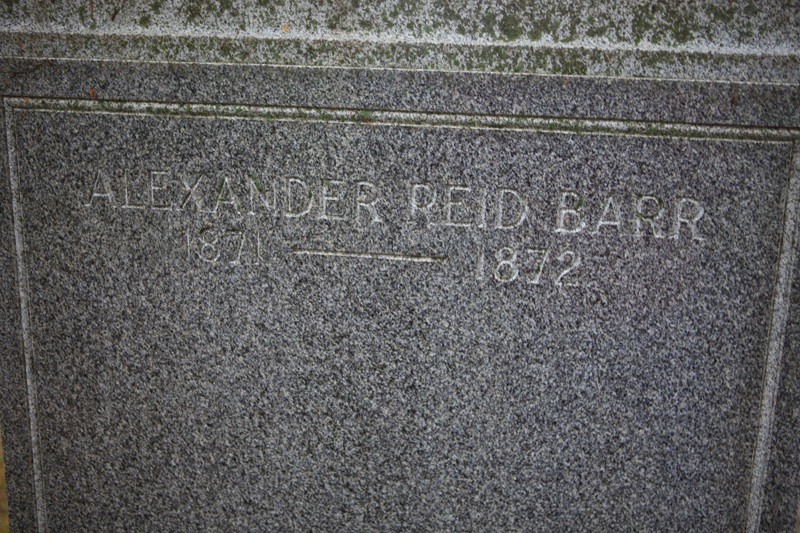 ALEXANDER REID BARR
1871 — 1872